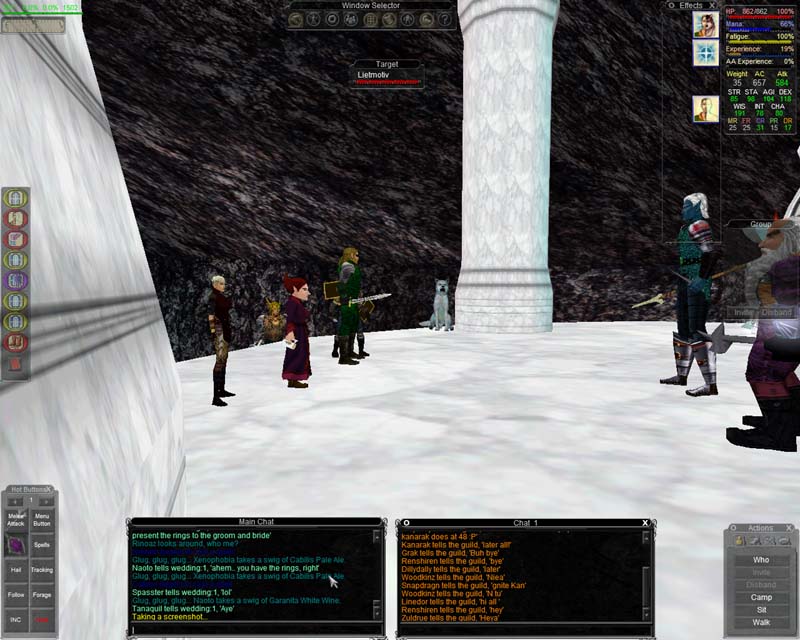 Window Selector
Effects X
HP: 862/862 100%
Mana: 66%
Fatigue: 100%
Experience: 19%
AA Experience: 0%
Weight AC Atk
35 657 584
STR STA AGI DEX
85 98 104 118
WIS INT CHA
191 76 80
MR FR CR PR DR
25 25 31 15 17
Target
Lietmotiv
Group
Invite Disband
Hot Buttons X
1
Melee Attack
Menu Button
Spells
Hail
Tracking
Follow
Forage
INC
Main Chat
present the rings to the groom and bride'
Rinoaz looks around, who me?
Glug, glug, glug... Xenophobia takes a swig of Cabilis Pale Ale.
Naoto tells wedding:1, 'ahem.. you have the rings, right'
Glug, glug, glug... Xenophobia takes a swig of Cabilis Pale Ale.
Spasster tells wedding:1, 'lol'
Glug, glug, glug... Naoto takes a swig of Garanita White Wine.
Tanaquil tells wedding:1, 'Aye'
Taking a screenshot...
Chat 1 X
kanarak does at 48 :P'
Kanarak tells the guild, 'later all!'
Grak tells the guild, 'Buh bye'
Renshiren tells the guild, 'bye'
Dillydally tells the guild, 'later'
Woodkinz tells the guild, 'Niea'
Snapdragn tells the guild, 'gnite Kan'
Woodkinz tells the guild, 'N tu'
Linedor tells the guild, 'hi all '
Renshiren tells the guild, 'hey'
Zuldrue tells the guild, 'Heya'
Actions X
Who
Invite
Disband
Camp
Sit
Walk